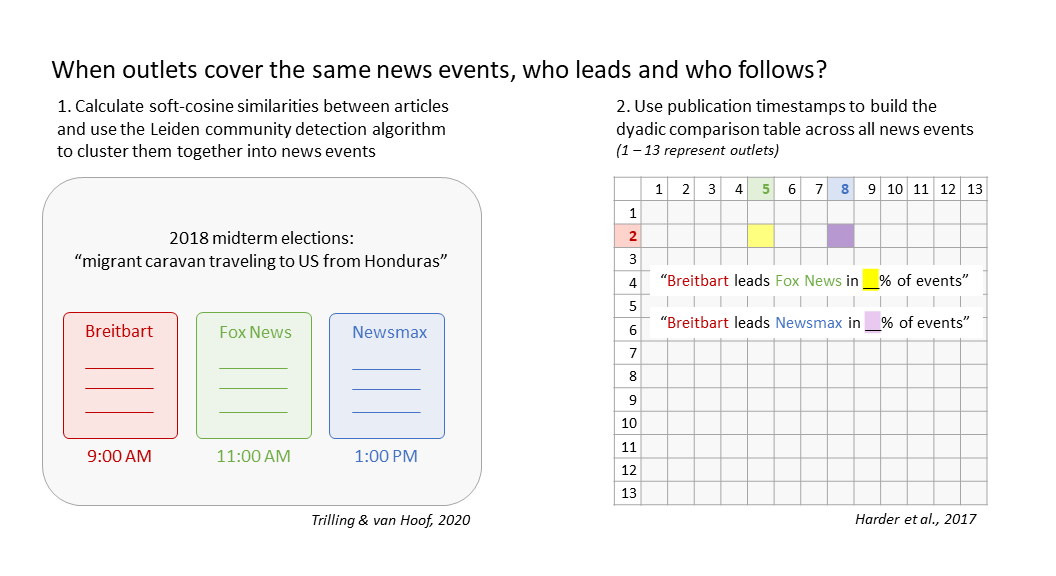 When outlets cover the same news events, who leads and who follows?
1. Calculate soft-cosine similarities between articles
and use the Leiden community detection algorithm
to cluster them together into news events
2018 midterm elections:
“migrant caravan traveling to US from Honduras”
Breitbart
Fox News
Newsmax
9:00 AM
11:00 AM
1:00 PM
Trilling & van Hoof, 2020
2. Use publication timestamps to build the
dyadic comparison table across all news events
(1 – 13 represent outlets)
1 2 3 4 5 6 7 8 9 10 11 12 13
1
2
3
4
“Breitbart leads Fox News in __% of events”
5
6
“Breitbart leads Newsmax in __% of events”
7
8
9
10
11
12
13
Harder et al., 2017